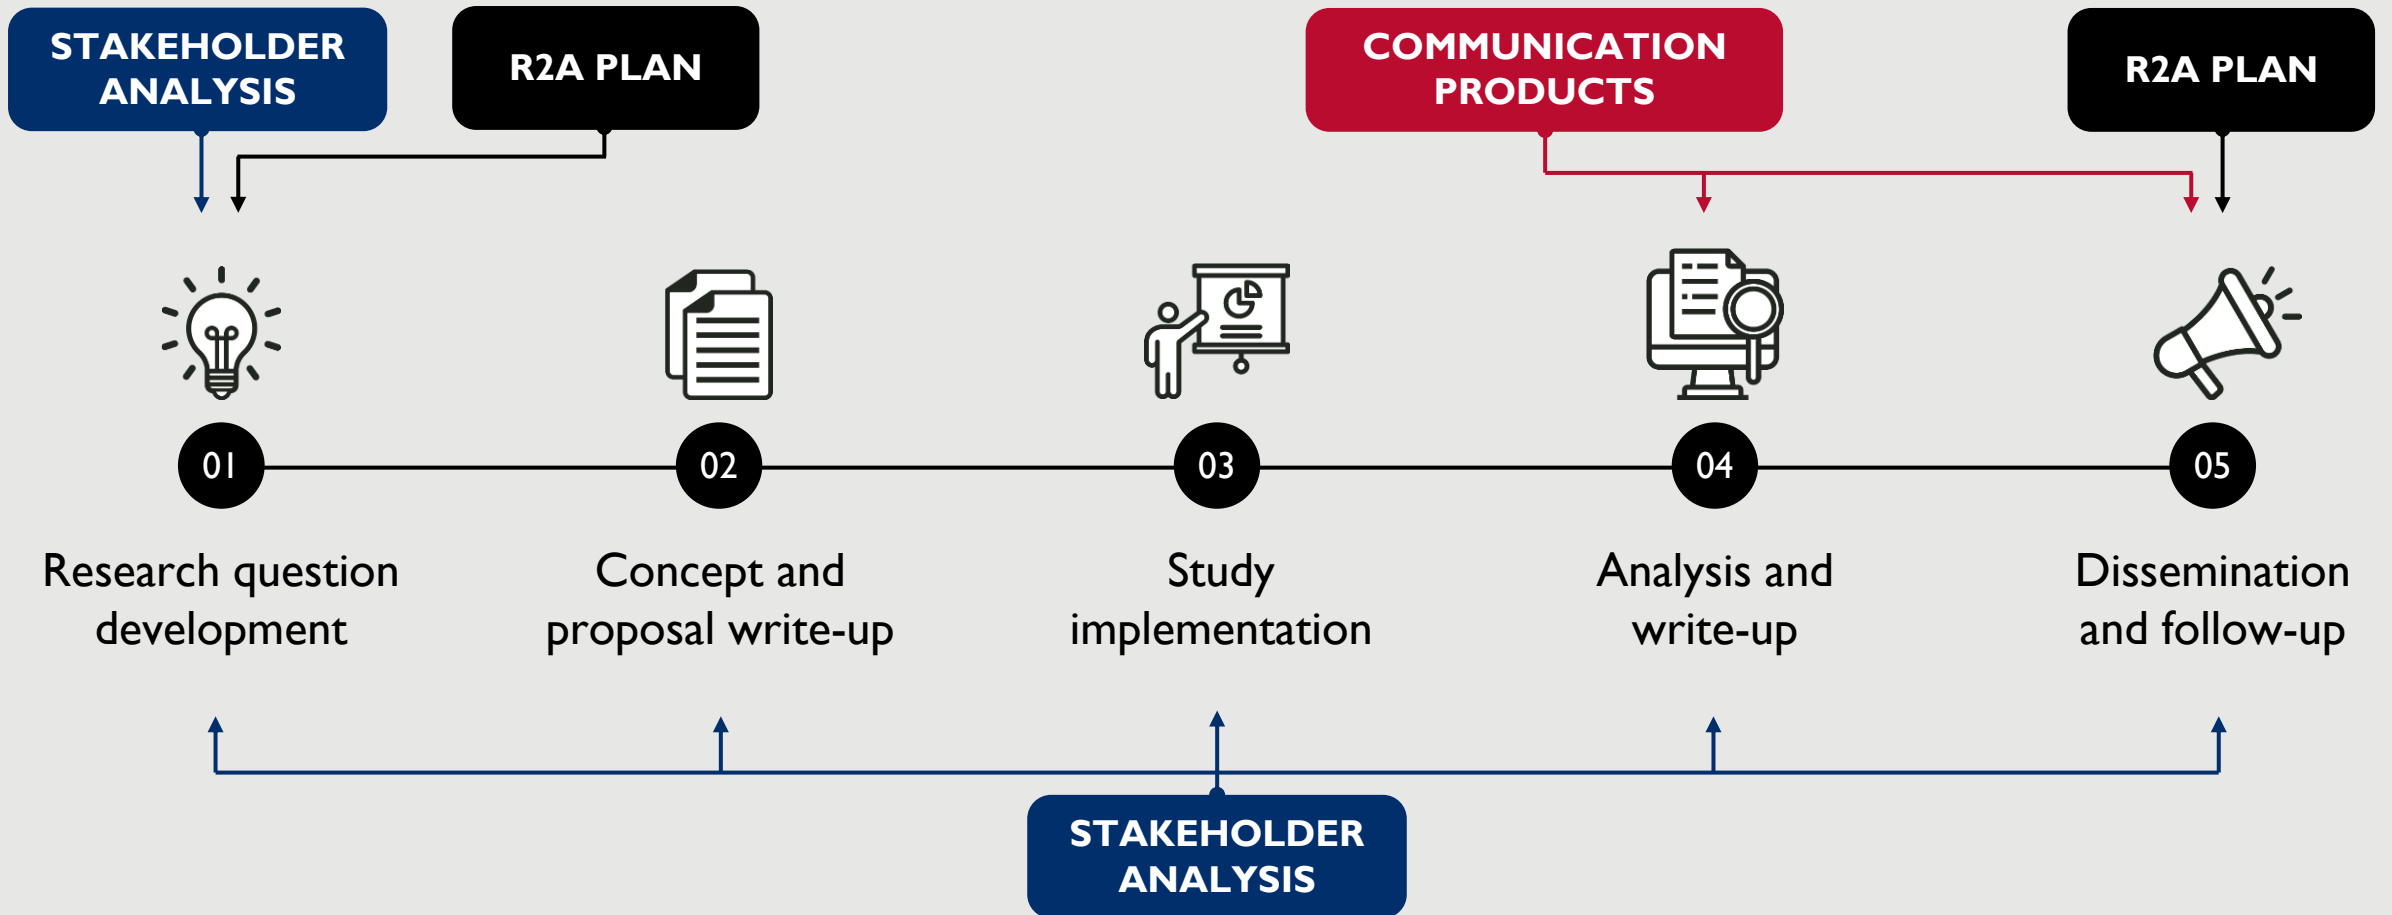 STAKEHOLDER
ANALYSIS
R2A PLAN
COMMUNICATION
PRODUCTS
R2A PLAN
01
02
03
04
05
Research question
development
Concept and
proposal write-up
Study
implementation
Analysis and
write-up
Dissemination
and follow-up
STAKEHOLDER
ANALYSIS